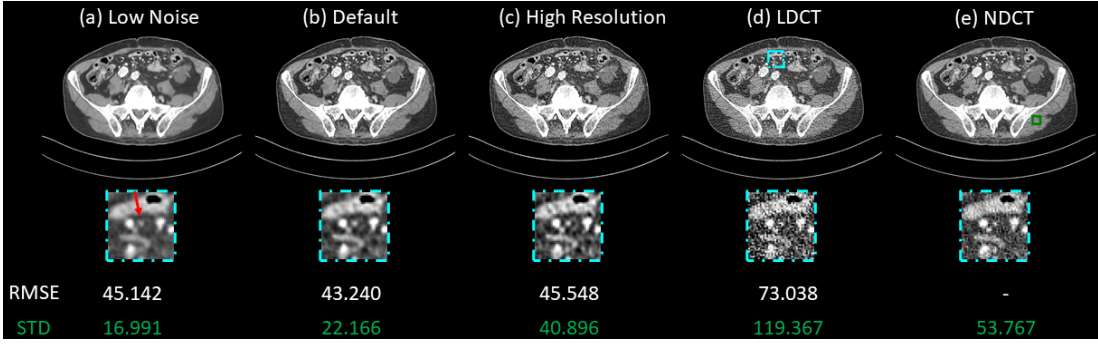 (a) Low Noise (b) Default (c) High Resolution (d) LDCT (e) NDCT
RMSE 45.142 43.240 45.548 73.038 -
STD 16.991 22.166 40.896 119.367 53.767